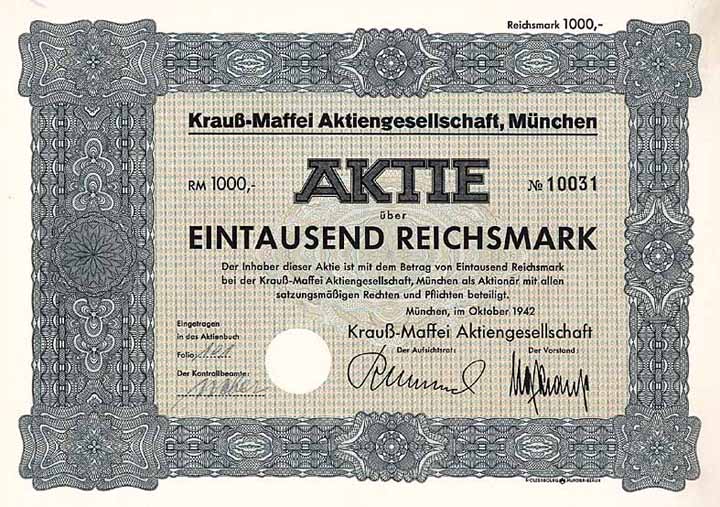 Reichsmark 1000,-
Krauß-Maffei Aktiengesellschaft, München
AKTIE
RM 1000,-
№ 10031
über
EINTAUSEND REICHSMARK
Der Inhaber dieser Aktie ist mit dem Betrag von Eintausend Reichsmark
bei der Krauß-Maffei Aktiengesellschaft, München als Aktionär mit allen
satzungsmäßigen Rechten und Pflichten beteiligt.
München, im Oktober 1942
Krauß-Maffei Aktiengesellschaft
Der Aufsichtsrat:
Der Vorstand:
Eingetragen
in das Aktienbuch
Folio:
Der Kontrollbeamte: